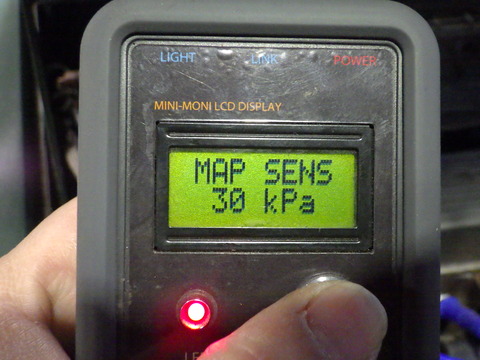 LIGHT LINK POWER
MINI-MONI LCD DISPLAY
MAP SENS
30 kPa